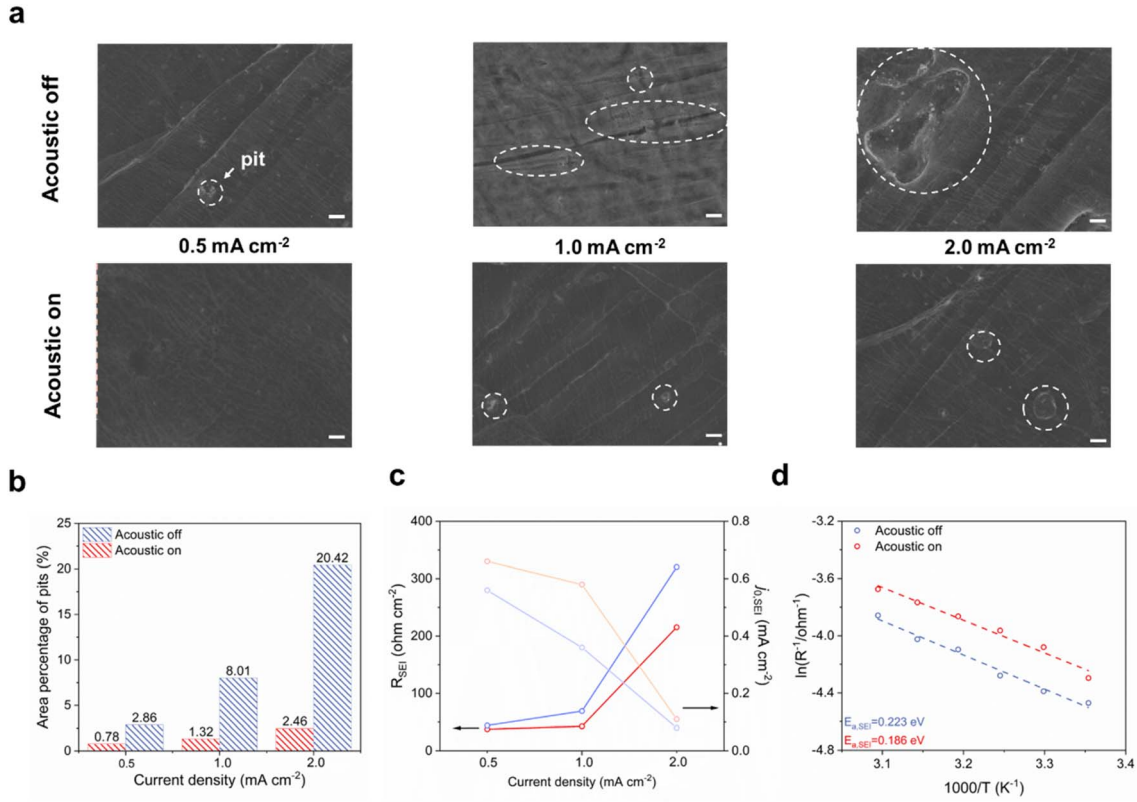 a
Acoustic off
pit
0.5 mA cm-2
1.0 mA cm-2
2.0 mA cm-2
Acoustic on
b
Area percentage of pits (%)
25
20
15
10
5
0
Acoustic off
Acoustic on
0.78
2.86
1.32
8.01
2.46
20.42
0.5
1.0
2.0
Current density (mA cm-2)
c
RSEI (ohm cm-2)
400
300
200
100
0
0.8
0.6
0.4
0.2
0.0
j0,SEI (mA cm-2)
0.5
1.0
2.0
Current density (mA cm-2)
d
ln(R-1/ohm-1)
-3.2
-3.6
-4.0
-4.4
-4.8
Acoustic off
Acoustic on
Ea,SEI=0.223 eV
Ea,SEI=0.186 eV
3.1
3.2
3.3
3.4
1000/T (K-1)